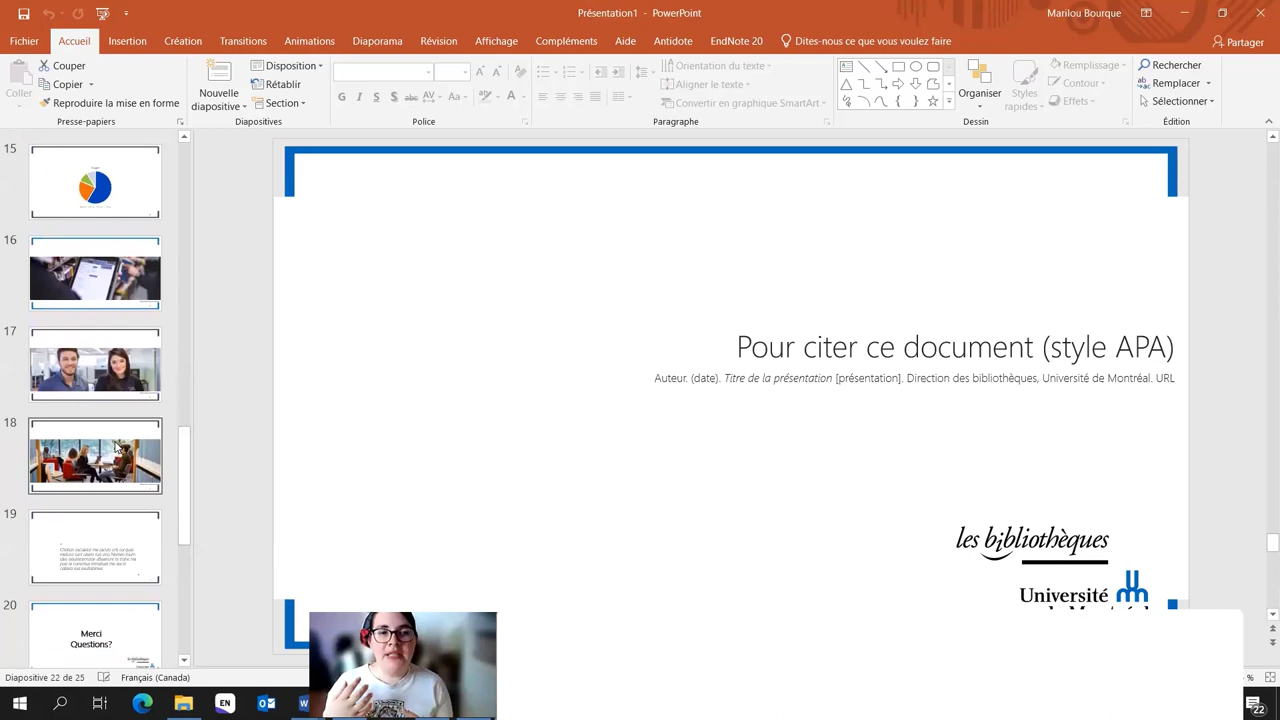 Présentation1 - PowerPoint
Marilou Bourque
Fichier Accueil Insertion Création Transitions Animations Diaporama Révision Affichage Compléments Aide Antidote EndNote 20 Dites-nous ce que vous voulez faire Partager
Coller
Couper
Copier
Reproduire la mise en forme
Presse-papiers
Nouvelle
diapositive
Disposition
Rétablir
Section
Diapositives
G I S S abc AV Aa A
Police
Orientation du texte
Aligner le texte
Convertir en graphique SmartArt
Paragraphe
Organiser
Styles
rapides
Remplissage
Contour
Effets
Dessin
Rechercher
Remplacer
Sélectionner
Édition
15
16
17
18
19
20
Merci
Questions?
Pour citer ce document (style APA)
Auteur. (date). Titre de la présentation [présentation]. Direction des bibliothèques, Université de Montréal. URL
les bibliothèques
Université
Diapositive 22 de 25 Français (Canada)
%
EN
22